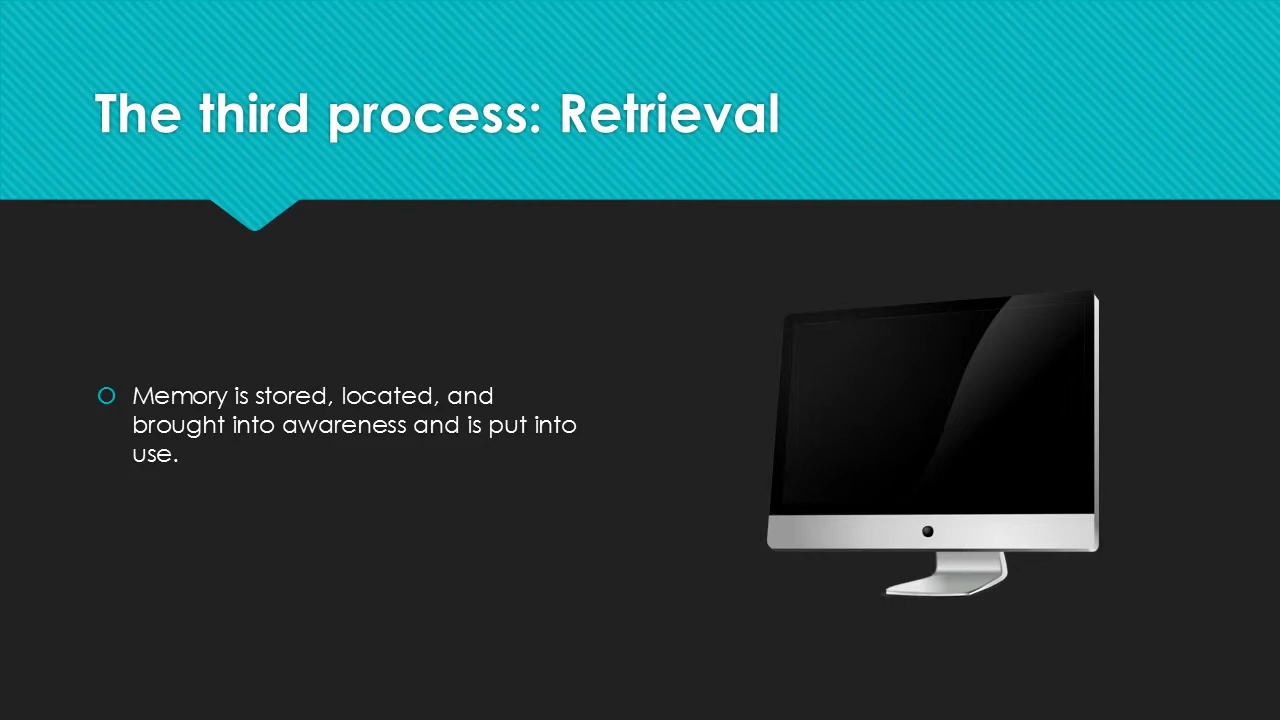 The third process: Retrieval
Memory is stored, located, and
brought into awareness and is put into
use.